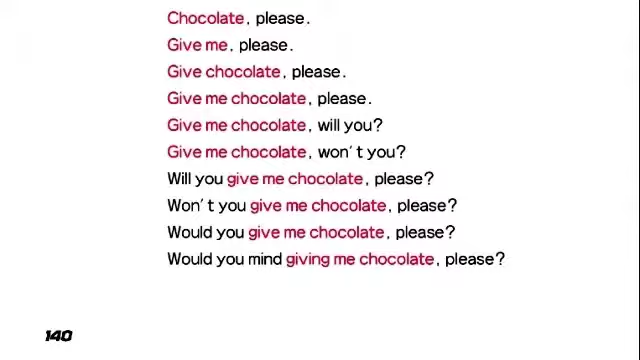 Chocolate, please.
Give me, please.
Give chocolate, please.
Give me chocolate, please.
Give me chocolate, will you?
Give me chocolate, won't you?
Will you give me chocolate, please?
Won't you give me chocolate, please?
Would you give me chocolate, please?
Would you mind giving me chocolate, please?
140